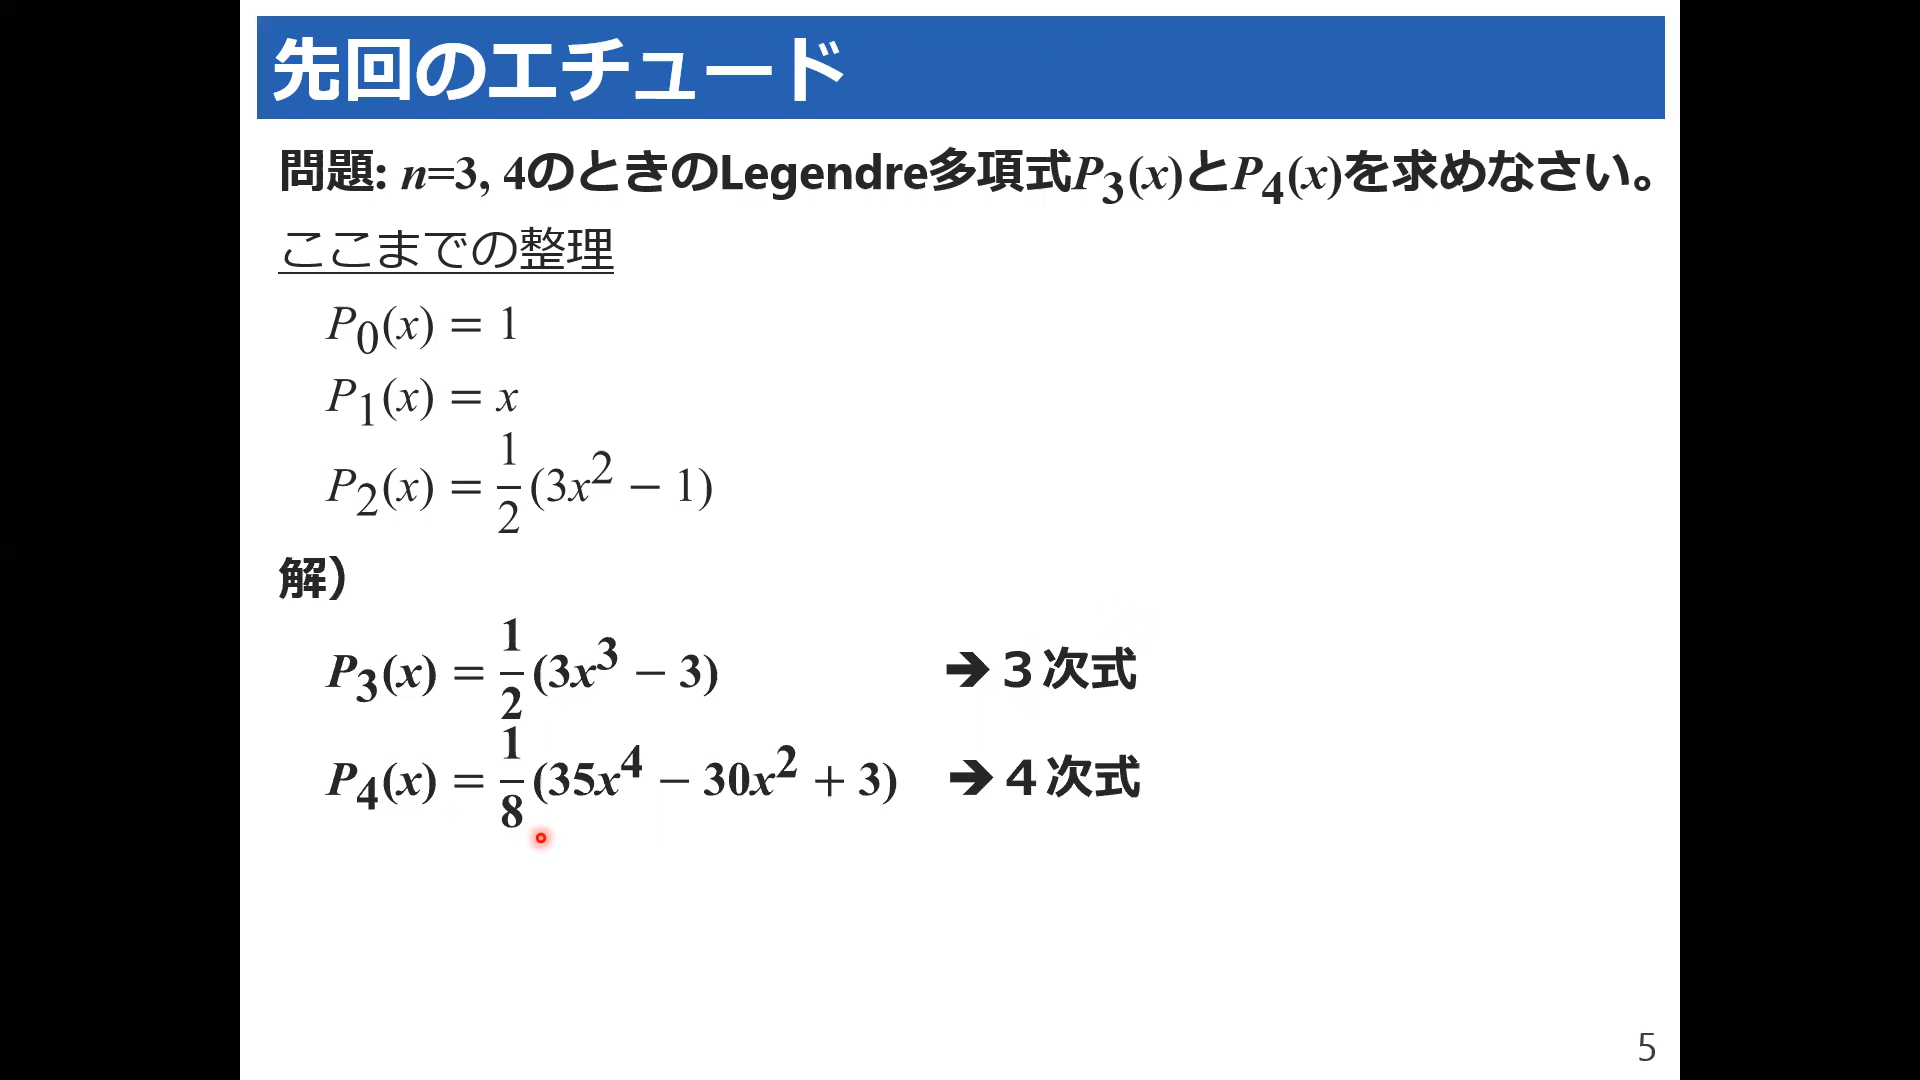 先回のエチュード
問題: n=3, 4のときのLegendre多項式P₃(x)とP₄(x)を求めなさい。
ここまでの整理
P₀(x) = 1
P₁(x) = x
P₂(x) = 1/2 (3x² − 1)
解）
P₃(x) = 1/2 (3x³ − 3) ➔３次式
P₄(x) = 1/8 (35x⁴ − 30x² + 3) ➔４次式
5